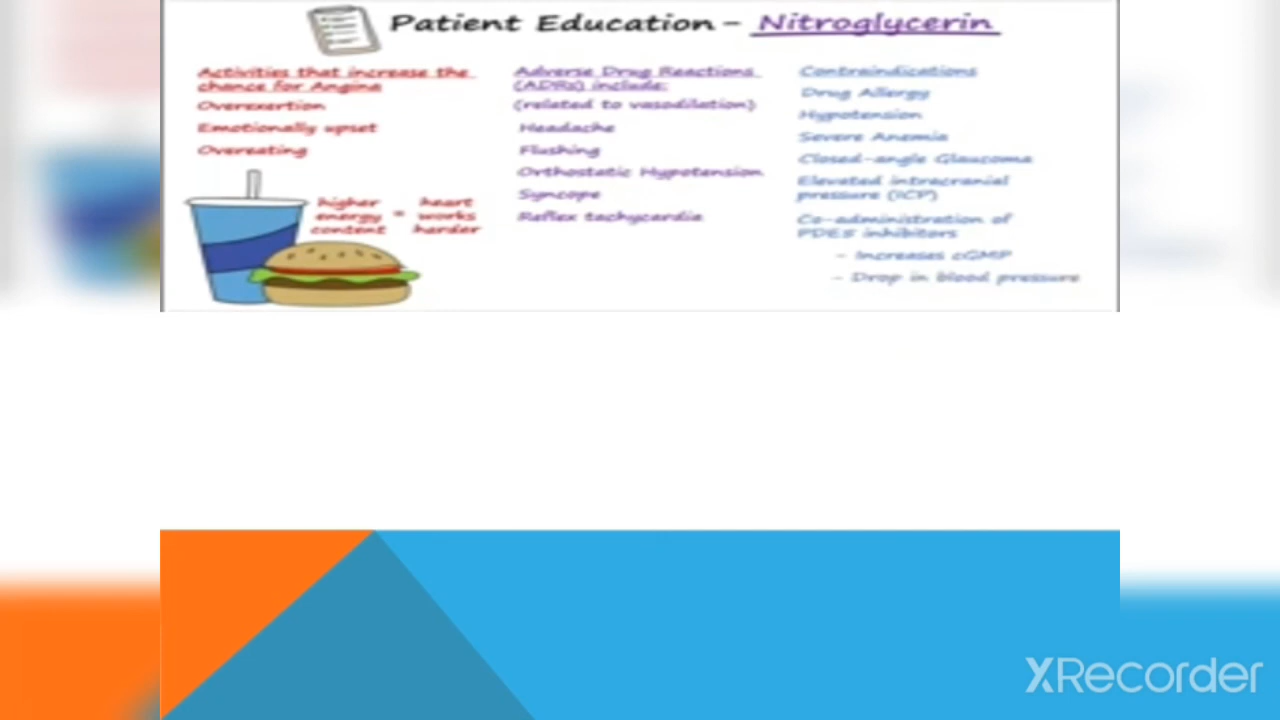 Patient Education - Nitroglycerin
Activities that increase the
chance for Angina
Overexertion
Emotionally upset
Overeating
higher
energy
content
=
heart
works
harder
Adverse Drug Reactions
(ADRs) include:
(related to vasodilation)
Headache
Flushing
Orthostatic Hypotension
Syncope
Reflex tachycardia
Contraindications
Drug Allergy
Hypotension
Severe Anemia
Closed-angle Glaucoma
Elevated intracranial
pressure (ICP)
Co-administration of
PDE5 inhibitors
- Increases cGMP
- Drop in blood pressure
XRecorder